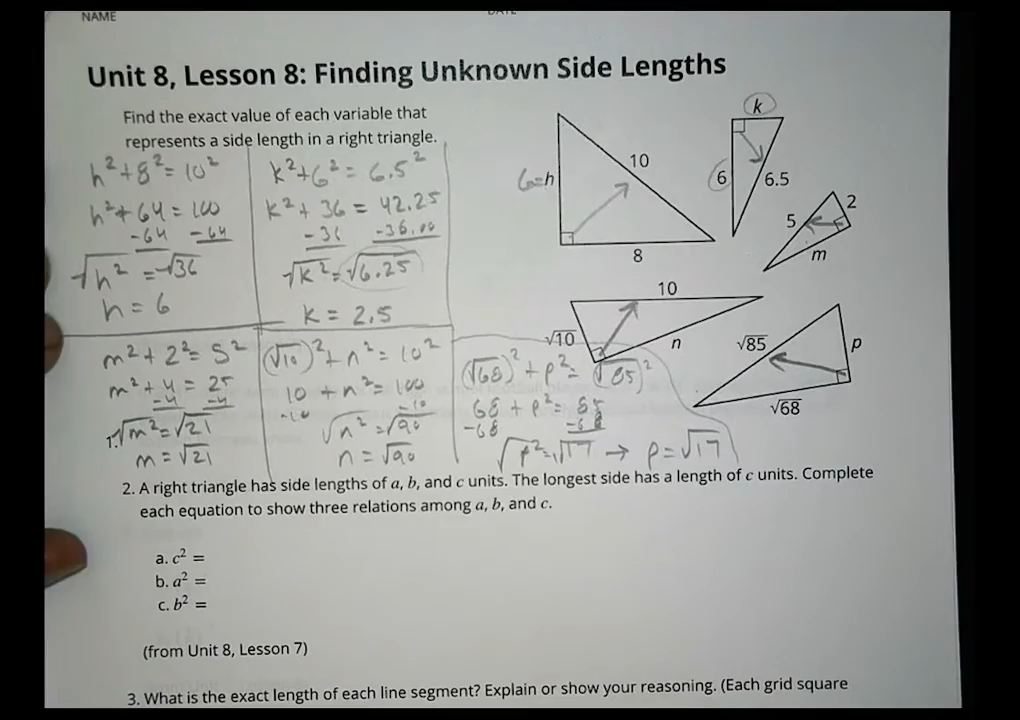 NAME
Unit 8, Lesson 8: Finding Unknown Side Lengths
Find the exact value of each variable that
represents a side length in a right triangle.
h² + 8² = 10²
h² + 64 = 100
-64 -64
√h² = √36
h = 6
k² + 6² = 6.5²
k² + 36 = 42.25
-36 -36.00
√k² = √6.25
k = 2.5
6=h
10
8
k
6
6.5
5
2
m
10
√10
n
√85
p
√68
m² + 2² = 5²
m² + 4 = 25
-4 -4
1. √m² = √21
m = √21
(√10)² + n² = 10²
10 + n² = 100
-10 -10
√n² = √90
n = √90
(√68)² + p² = (√85)²
68 + p² = 85
-68 -68
√p² = √17 → p = √17
2. A right triangle has side lengths of a, b, and c units. The longest side has a length of c units. Complete
each equation to show three relations among a, b, and c.
a. c² =
b. a² =
c. b² =
(from Unit 8, Lesson 7)
3. What is the exact length of each line segment? Explain or show your reasoning. (Each grid square